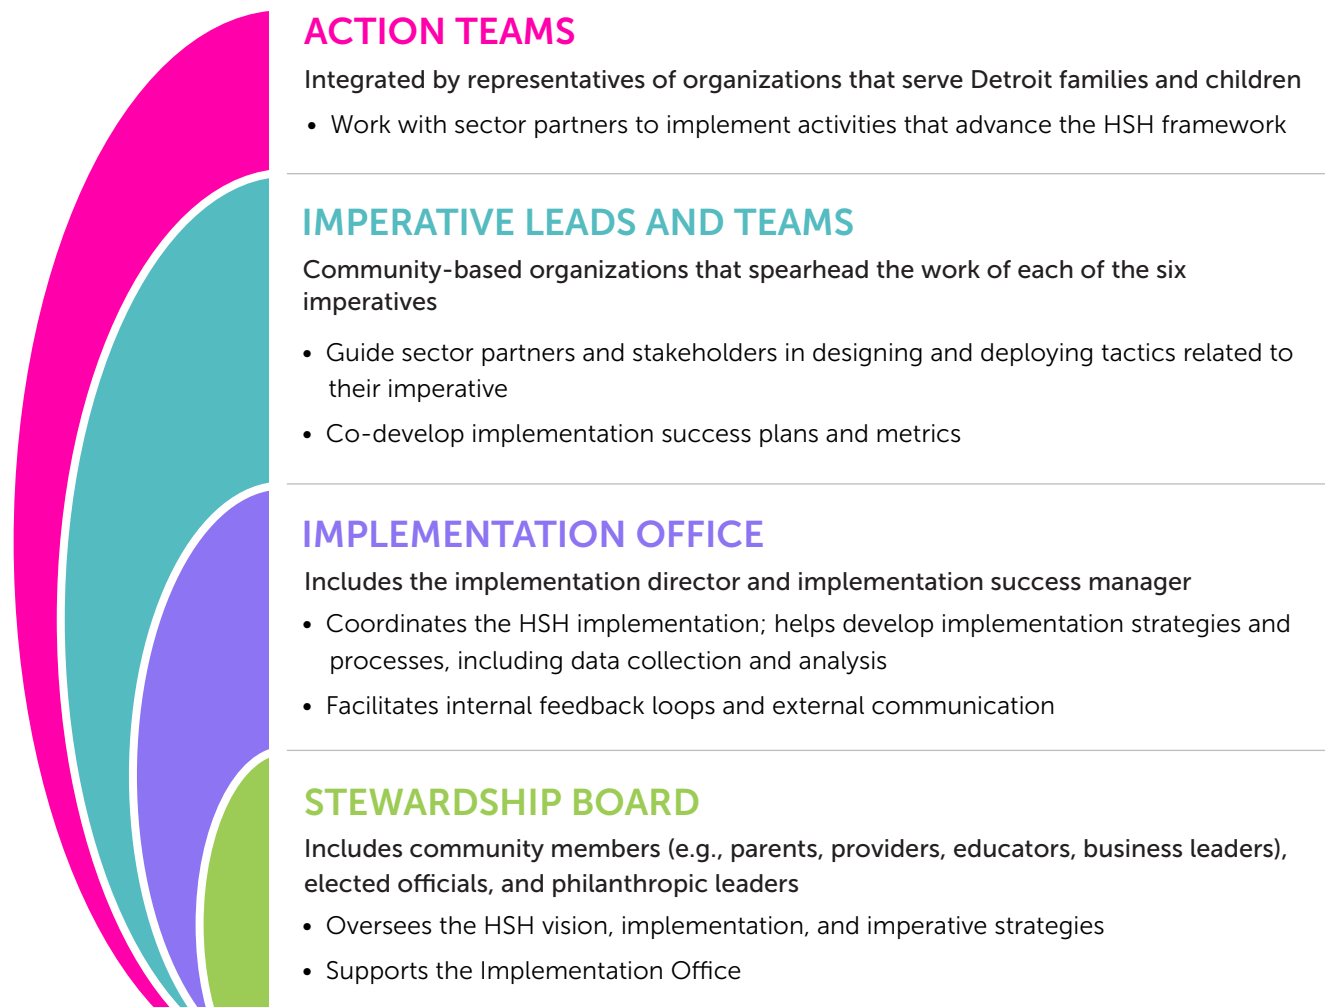 ACTION TEAMS
Integrated by representatives of organizations that serve Detroit families and children
• Work with sector partners to implement activities that advance the HSH framework
IMPERATIVE LEADS AND TEAMS
Community-based organizations that spearhead the work of each of the six
imperatives
• Guide sector partners and stakeholders in designing and deploying tactics related to
their imperative
• Co-develop implementation success plans and metrics
IMPLEMENTATION OFFICE
Includes the implementation director and implementation success manager
• Coordinates the HSH implementation; helps develop implementation strategies and
processes, including data collection and analysis
• Facilitates internal feedback loops and external communication
STEWARDSHIP BOARD
Includes community members (e.g., parents, providers, educators, business leaders),
elected officials, and philanthropic leaders
• Oversees the HSH vision, implementation, and imperative strategies
• Supports the Implementation Office